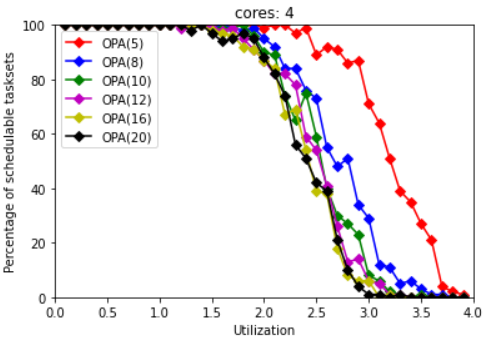 cores: 4
Percentage of schedulable tasksets
100
80
60
40
20
0
OPA(5)
OPA(8)
OPA(10)
OPA(12)
OPA(16)
OPA(20)
0.0 0.5 1.0 1.5 2.0 2.5 3.0 3.5 4.0
Utilization